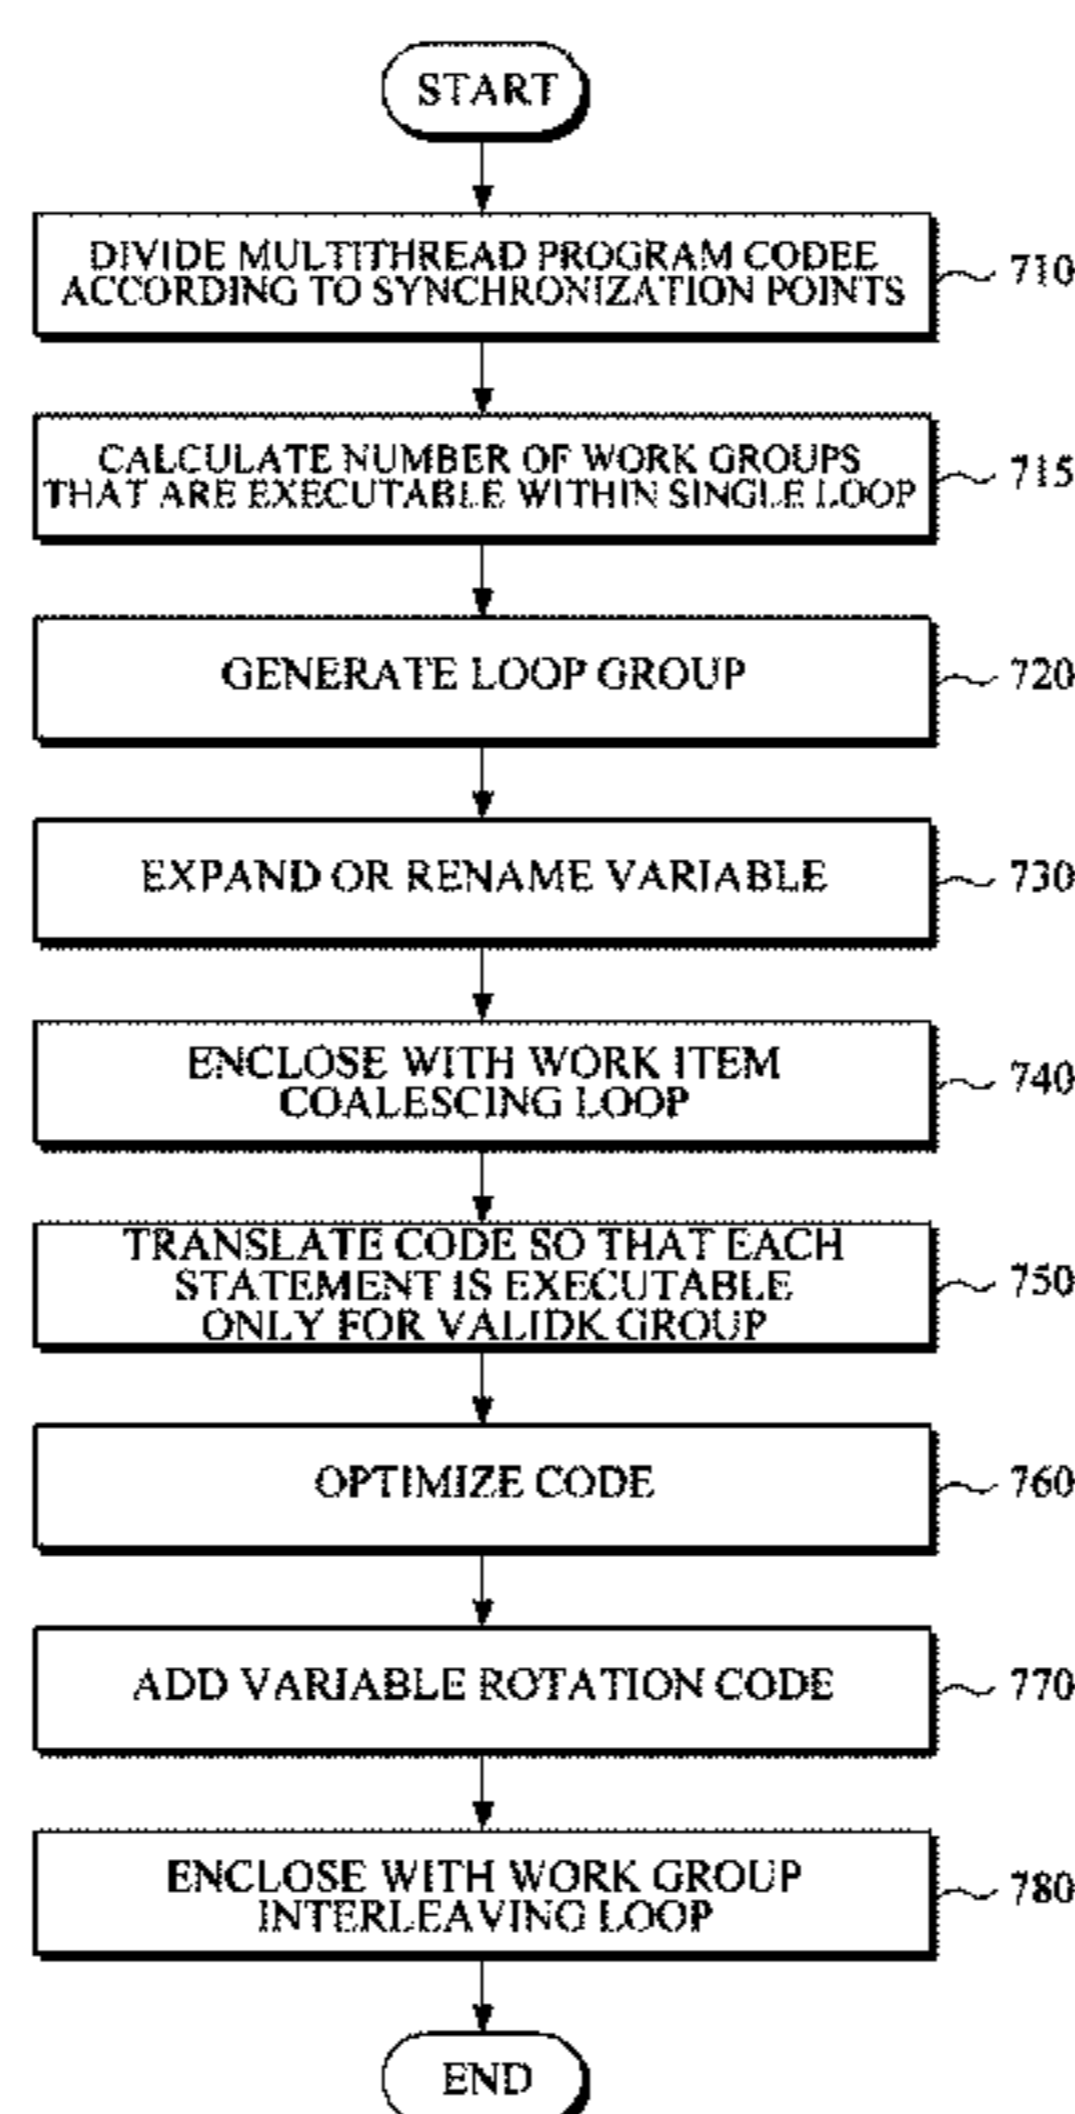 START
DIVIDE MULTITHREAD PROGRAM CODEE
ACCORDING TO SYNCHRONIZATION POINTS
710
CALCULATE NUMBER OF WORK GROUPS
THAT ARE EXECUTABLE WITHIN SINGLE LOOP
715
GENERATE LOOP GROUP
720
EXPAND OR RENAME VARIABLE
730
ENCLOSE WITH WORK ITEM
COALESCING LOOP
740
TRANSLATE CODE SO THAT EACH
STATEMENT IS EXECUTABLE
ONLY FOR VALIDK GROUP
750
OPTIMIZE CODE
760
ADD VARIABLE ROTATION CODE
770
ENCLOSE WITH WORK GROUP
INTERLEAVING LOOP
780
END